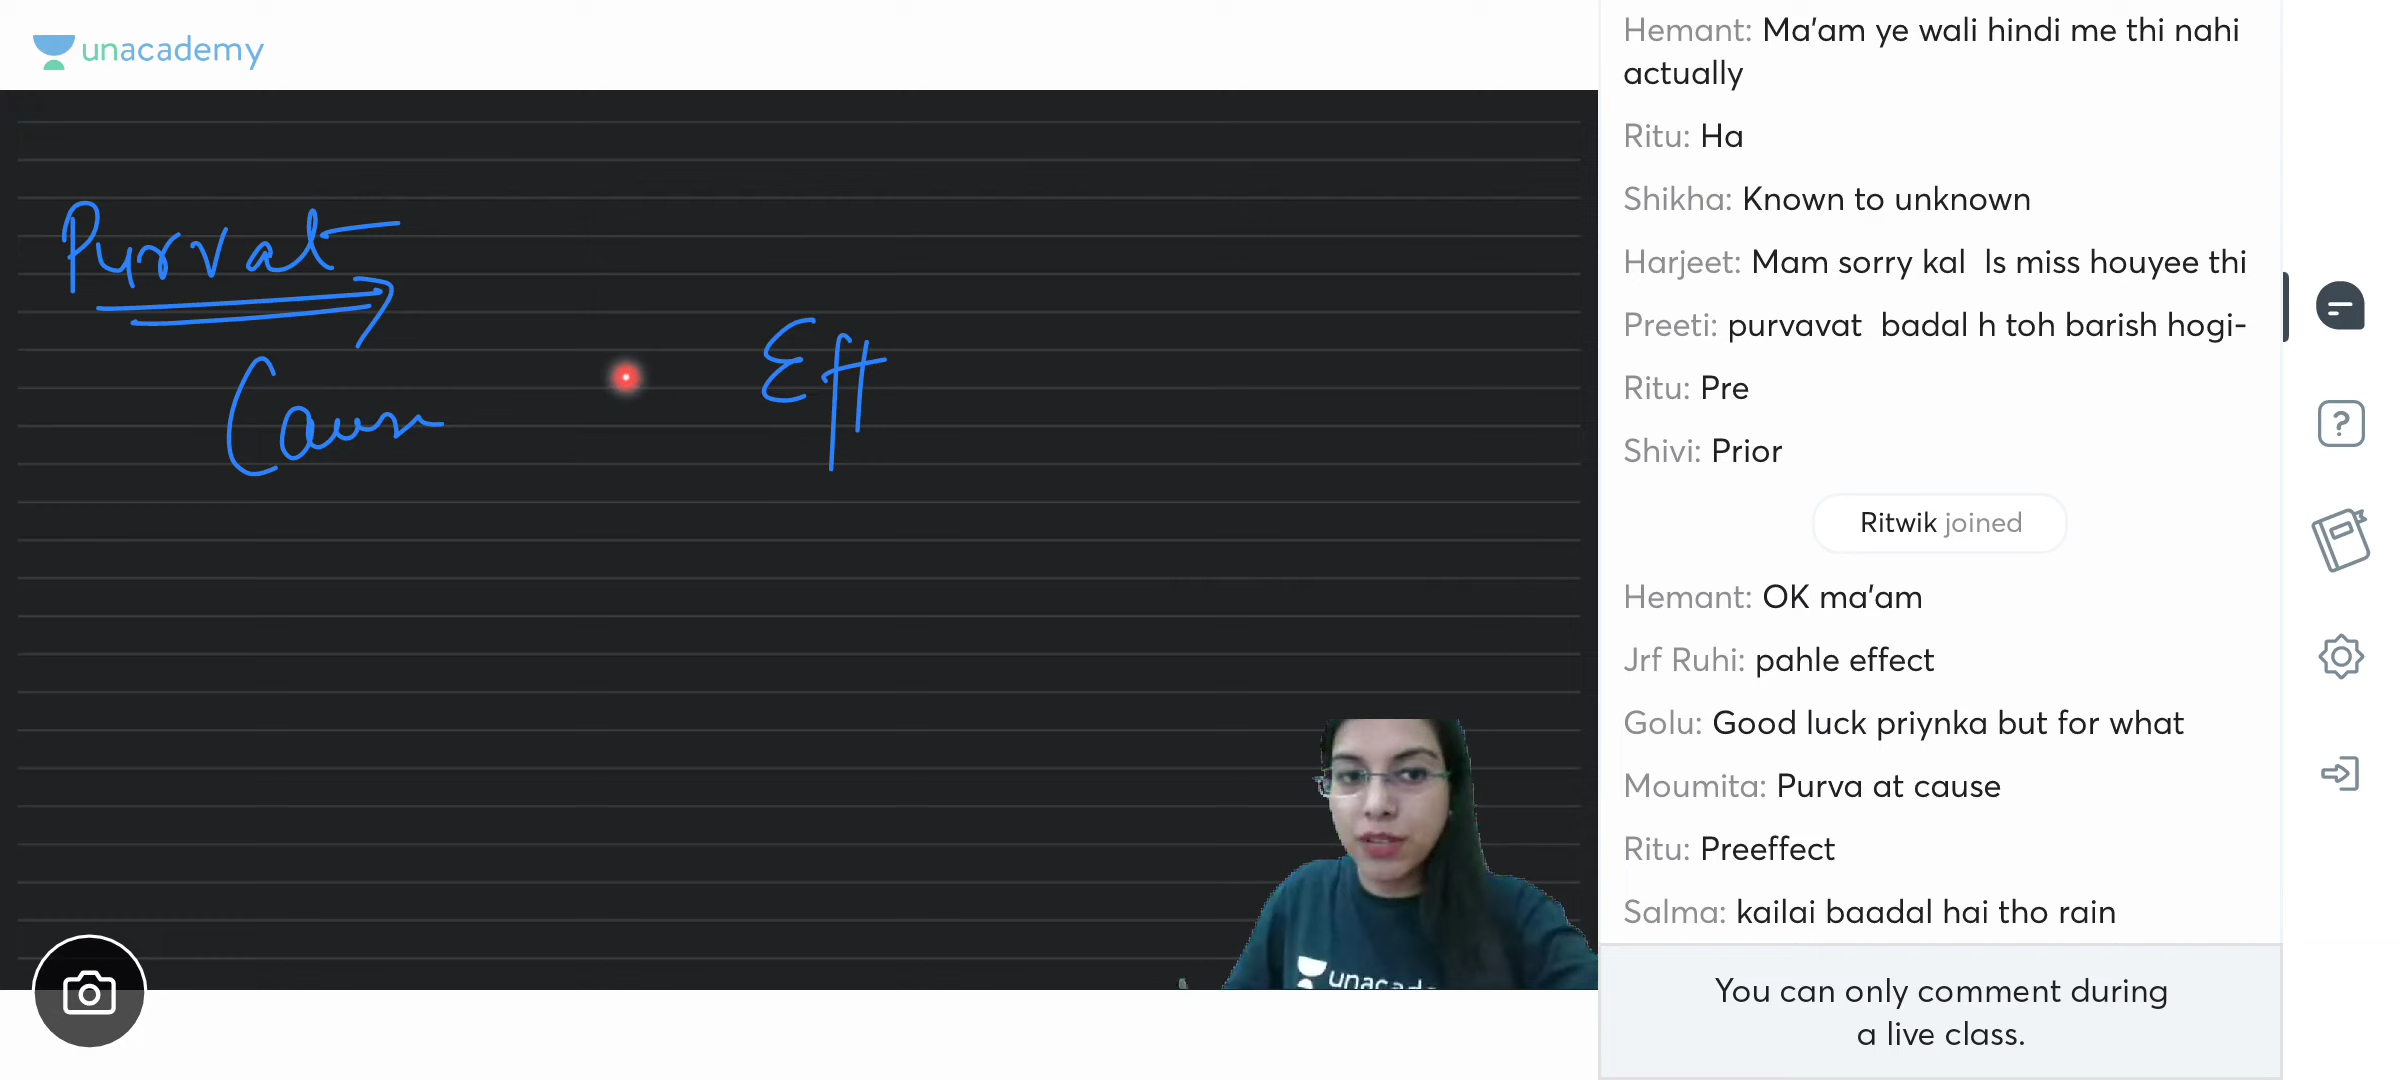 unacademy
Purvat
Cause
Eff
unacade
Hemant: Ma'am ye wali hindi me thi nahi
actually
Ritu: Ha
Shikha: Known to unknown
Harjeet: Mam sorry kal ls miss houyee thi
Preeti: purvavat badal h toh barish hogi-
Ritu: Pre
Shivi: Prior
Ritwik joined
Hemant: OK ma'am
Jrf Ruhi: pahle effect
Golu: Good luck priynka but for what
Moumita: Purva at cause
Ritu: Preeffect
Salma: kailai baadal hai tho rain
You can only comment during
a live class.